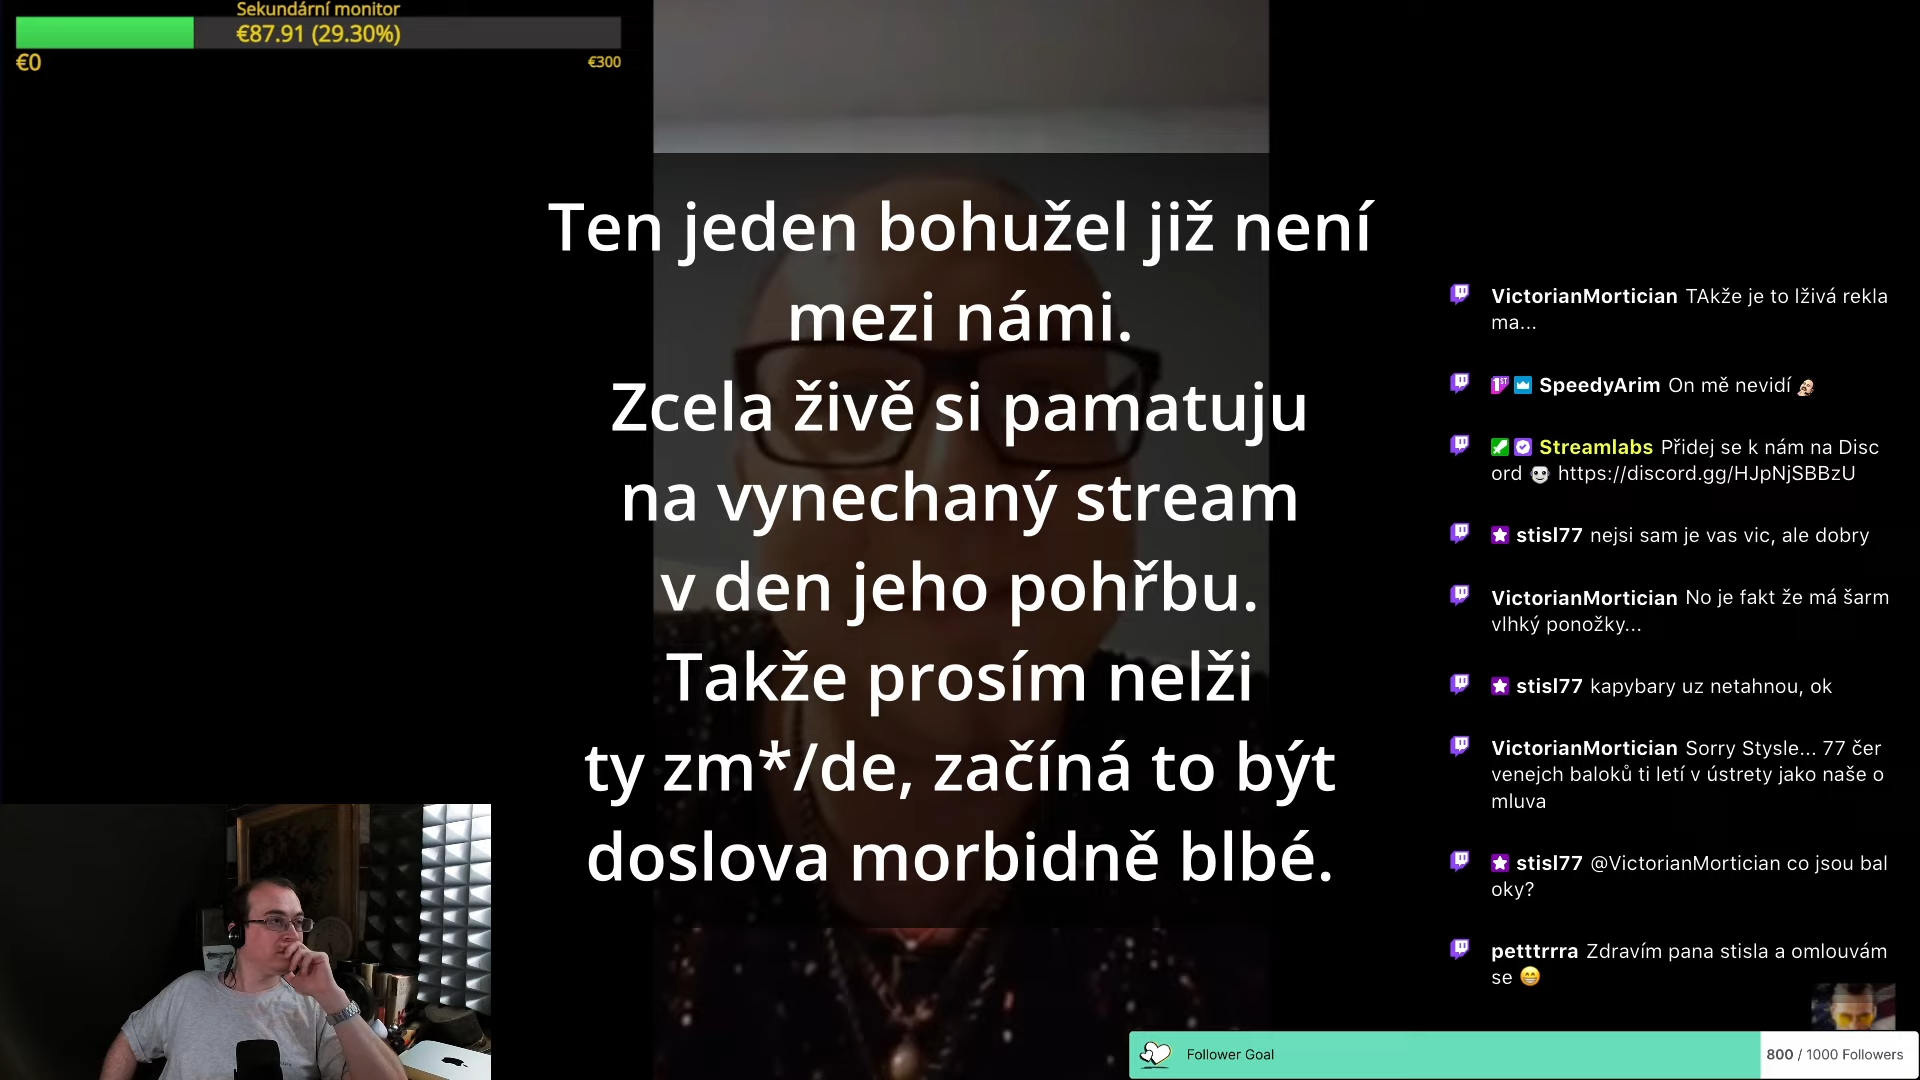 Sekundární monitor
€87.91 (29.30%)
€0
€300
Ten jeden bohužel již není
mezi námi.
Zcela živě si pamatuju
na vynechaný stream
v den jeho pohřbu.
Takže prosím nelži
ty zm*/de, začíná to být
doslova morbidně blbé.
VictorianMortician TAkže je to lživá rekla
ma...
1ST SpeedyArim On mě nevidí
Streamlabs Přidej se k nám na Disc
ord https://discord.gg/HJpNjSBBzU
stisl77 nejsi sam je vas vic, ale dobry
VictorianMortician No je fakt že má šarm
vlhký ponožky...
stisl77 kapybary uz netahnou, ok
VictorianMortician Sorry Stysle... 77 čer
venejch baloků ti letí v ústrety jako naše o
mluva
stisl77 @VictorianMortician co jsou bal
oky?
petttrrra Zdravím pana stisla a omlouvám
se 😁
Follower Goal
800 / 1000 Followers